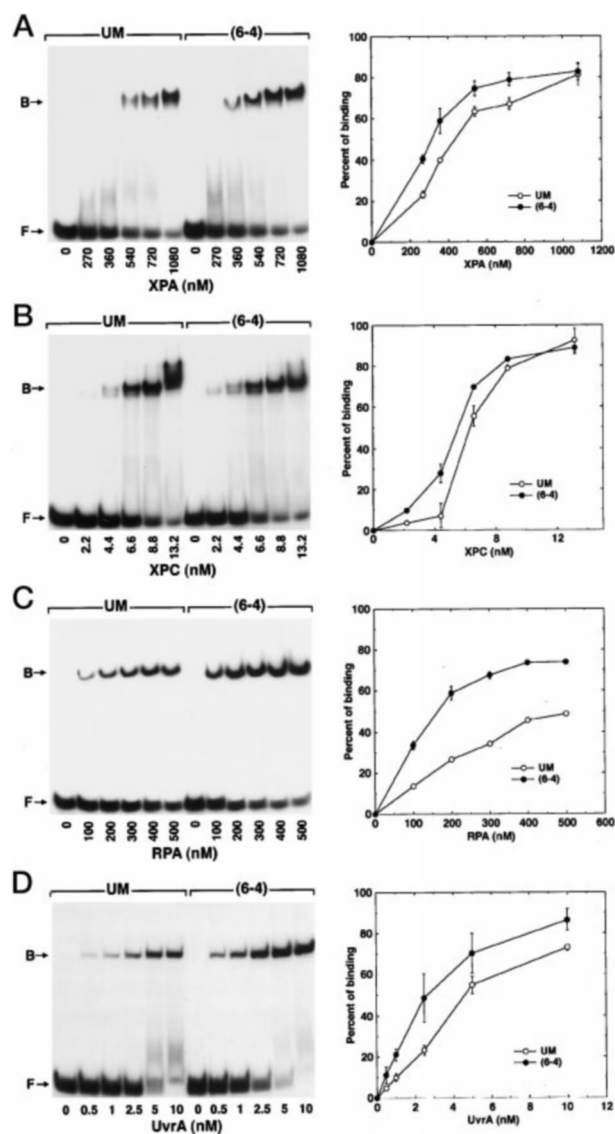 A
UM (6-4)
B→
F→
0 270 360 540 720 1080 0 270 360 540 720 1080
XPA (nM)
Percent of binding
100
80
60
40
20
0
UM
(6-4)
0 200 400 600 800 1000 1200
XPA (nM)
B
UM (6-4)
B→
F→
0 2.2 4.4 6.6 8.8 13.2 0 2.2 4.4 6.6 8.8 13.2
XPC (nM)
Percent of binding
100
80
60
40
20
0
UM
(6-4)
0 4 8 12
XPC (nM)
C
UM (6-4)
B→
F→
0 100 200 300 400 500 0 100 200 300 400 500
RPA (nM)
Percent of binding
100
80
60
40
20
0
UM
(6-4)
0 100 200 300 400 500 600
RPA (nM)
D
UM (6-4)
B→
F→
0 0.5 1 2.5 5 10 0 0.5 1 2.5 5 10
UvrA (nM)
Percent of binding
100
80
60
40
20
0
UM
(6-4)
0 2 4 6 8 10 12
UvrA (nM)